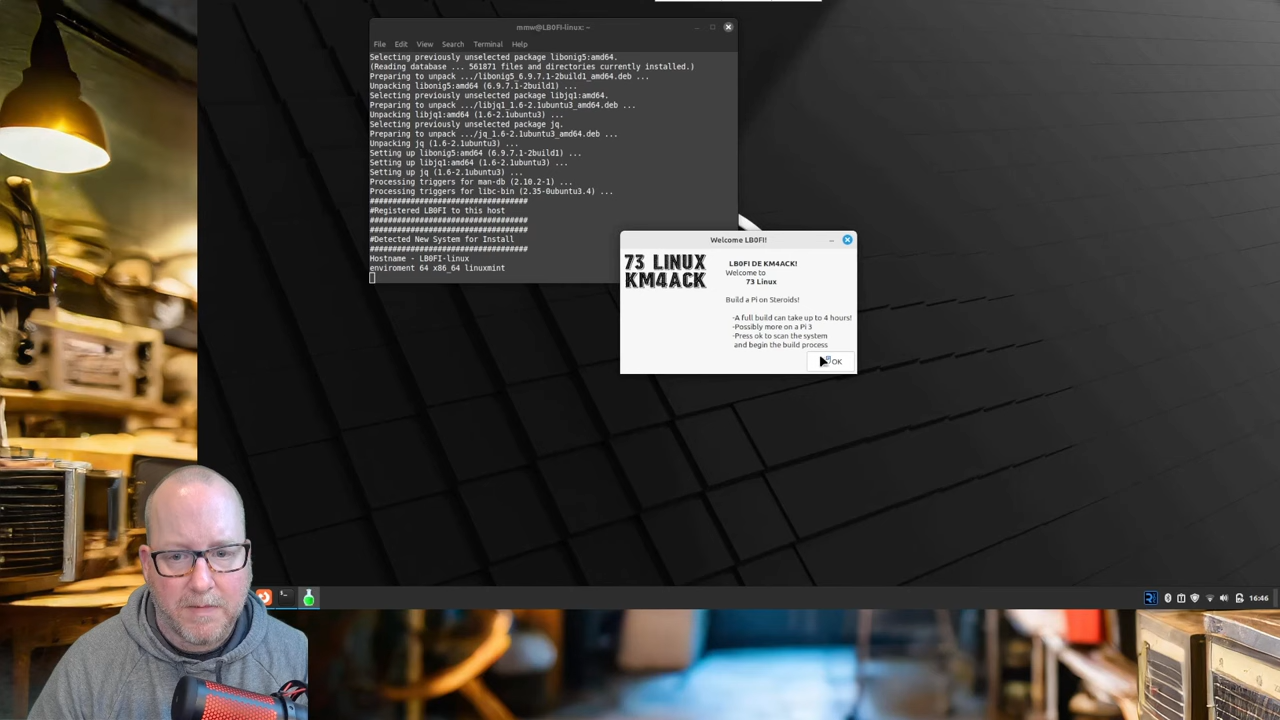 mmw@LB0FI-linux: ~
File Edit View Search Terminal Help
Selecting previously unselected package libonig5:amd64.
(Reading database ... 561871 files and directories currently installed.)
Preparing to unpack .../libonig5_6.9.7.1-2build1_amd64.deb ...
Unpacking libonig5:amd64 (6.9.7.1-2build1) ...
Selecting previously unselected package libjq1:amd64.
Preparing to unpack .../libjq1_1.6-2.1ubuntu3_amd64.deb ...
Unpacking libjq1:amd64 (1.6-2.1ubuntu3) ...
Selecting previously unselected package jq.
Preparing to unpack .../jq_1.6-2.1ubuntu3_amd64.deb ...
Unpacking jq (1.6-2.1ubuntu3) ...
Setting up libonig5:amd64 (6.9.7.1-2build1) ...
Setting up libjq1:amd64 (1.6-2.1ubuntu3) ...
Setting up jq (1.6-2.1ubuntu3) ...
Processing triggers for man-db (2.10.2-1) ...
Processing triggers for libc-bin (2.35-0ubuntu3.4) ...
##################################
#Registered LB0FI to this host
##################################
##################################
#Detected New System for Install
##################################
Hostname - LB0FI-linux
enviroment 64 x86_64 linuxmint
Welcome LB0FI!
73 LINUX
KM4ACK
LB0FI DE KM4ACK!
Welcome to
73 Linux
Build a Pi on Steroids!
-A full build can take up to 4 hours!
-Possibly more on a Pi 3
-Press ok to scan the system
and begin the build process
OK
16:46